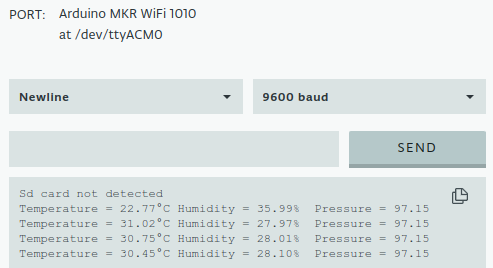 PORT: Arduino MKR WiFi 1010
at /dev/ttyACM0
Newline 9600 baud
SEND
Sd card not detected
Temperature = 22.77°C Humidity = 35.99% Pressure = 97.15
Temperature = 31.02°C Humidity = 27.97% Pressure = 97.15
Temperature = 30.75°C Humidity = 28.01% Pressure = 97.15
Temperature = 30.45°C Humidity = 28.10% Pressure = 97.15